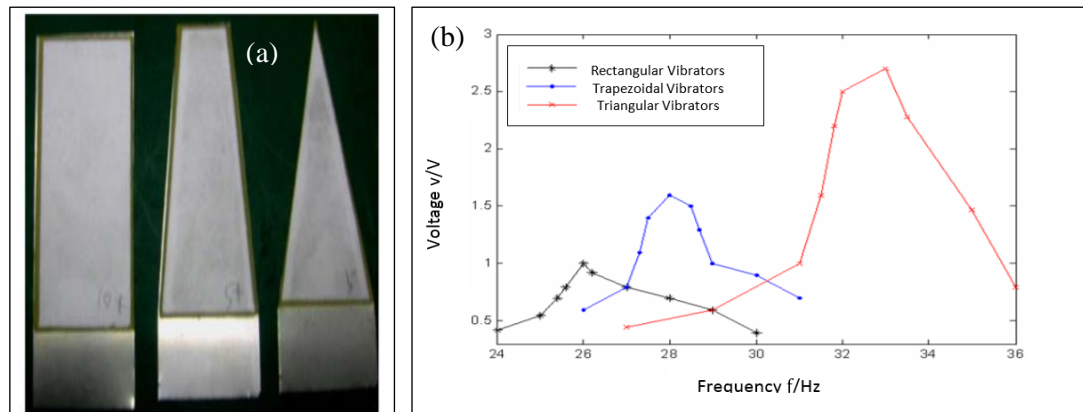 (a)
(b)
Rectangular Vibrators
Trapezoidal Vibrators
Triangular Vibrators
3
2.5
2
1.5
1
0.5
Voltage v/V
24 26 28 30 32 34 36
Frequency f/Hz